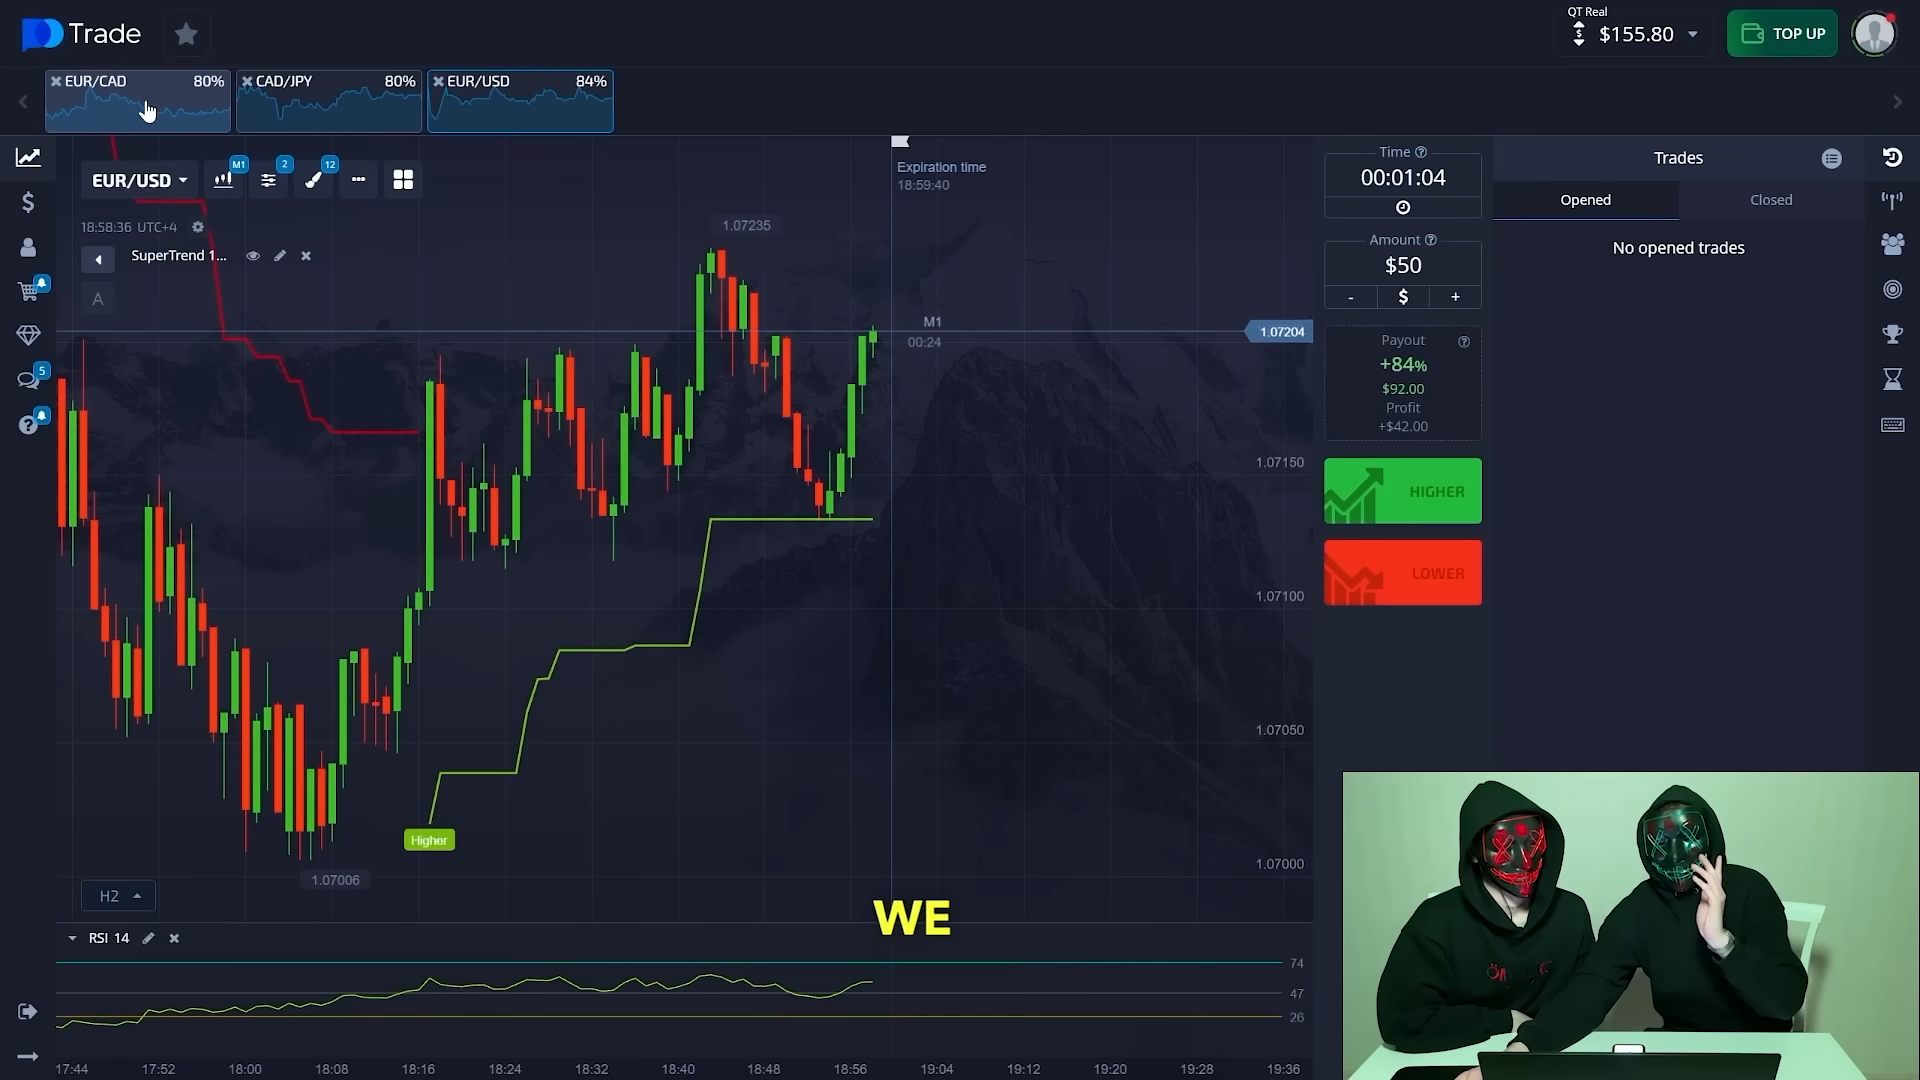 Trade
QT Real
$155.80
TOP UP
EUR/CAD 80%
CAD/JPY 80%
EUR/USD 84%
EUR/USD
M1
2
12
18:58:36 UTC+4
SuperTrend 1...
A
Expiration time
18:59:40
1.07235
M1
00:24
1.07204
1.07150
1.07100
1.07050
1.07000
Higher
1.07006
H2
WE
RSI 14
74
47
26
17:44 17:52 18:00 18:08 18:16 18:24 18:32 18:40 18:48 18:56 19:04 19:12 19:20 19:28 19:36
5
Time
00:01:04
Amount
$50
- $ +
Payout
+84%
$92.00
Profit
+$42.00
HIGHER
LOWER
Trades
Opened
Closed
No opened trades